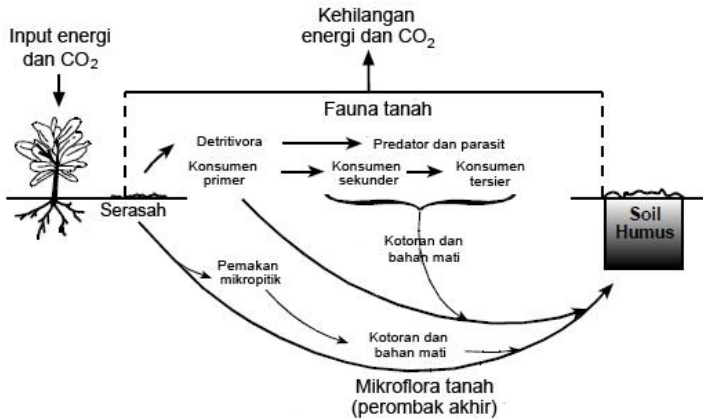 Kehilangan
energi dan CO₂
Input energi
dan CO₂
Fauna tanah
Detritivora
Predator dan parasit
Konsumen
primer
Konsumen
sekunder
Konsumen
tersier
Serasah
Soil
Humus
Kotoran dan
bahan mati
Pemakan
mikropitik
Kotoran dan
bahan mati
Mikroflora tanah
(perombak akhir)